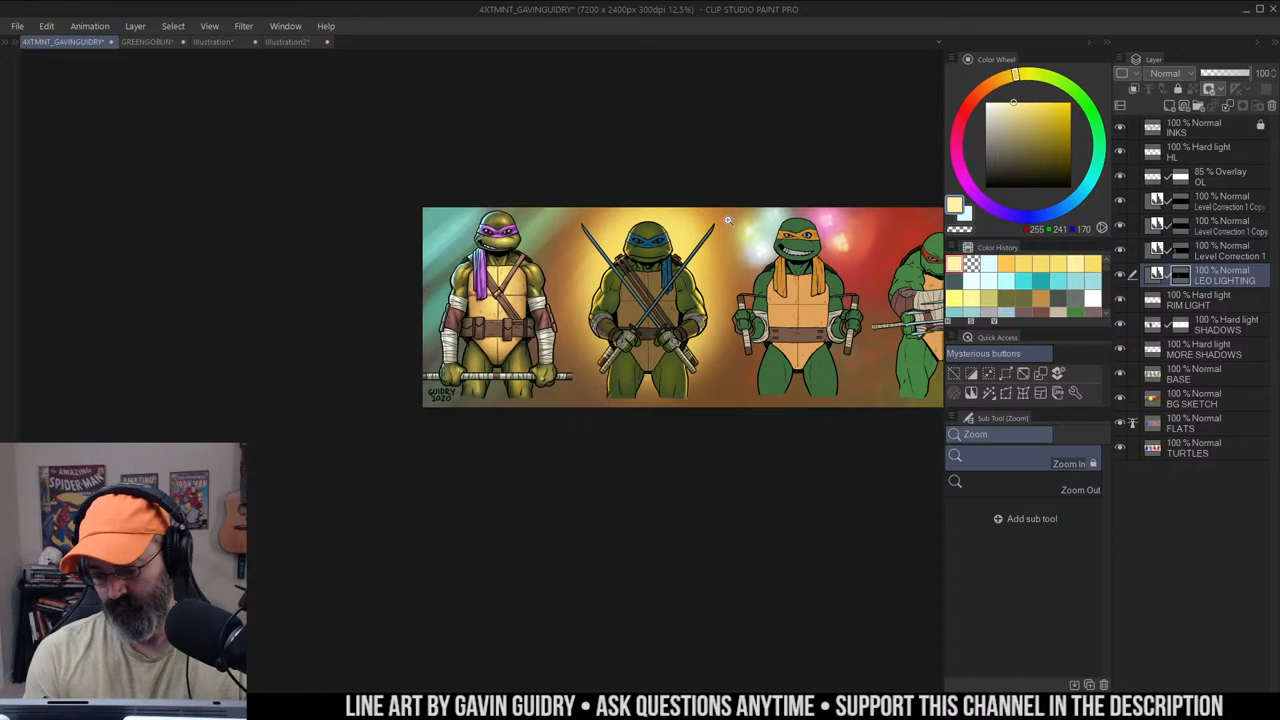 4XTMNT_GAVINGUIDRY* (7200 x 2400px 300dpi 12.5%) - CLIP STUDIO PAINT PRO
File Edit Animation Layer Select View Filter Window Help
4XTMNT_GAVINGUIDRY* GREENGOBLIN* Illustration* Illustration2*
Color Wheel
255 241 170
Color History
H S V
Quick Access
Mysterious buttons
Sub Tool [Zoom]
Zoom
Zoom In
Zoom Out
Add sub tool
Layer
Normal 100
100 % Normal
INKS
100 % Hard light
HL
85 % Overlay
OL
100 % Normal
Level Correction 1 Copy
100 % Normal
Level Correction 1 Copy
100 % Normal
Level Correction 1
100 % Normal
LEO LIGHTING
100 % Hard light
RIM LIGHT
100 % Hard light
SHADOWS
100 % Hard light
MORE SHADOWS
100 % Normal
BASE
100 % Normal
BG SKETCH
100 % Normal
FLATS
100 % Normal
TURTLES
GUIDRY
2020
AMAZING
LINE ART BY GAVIN GUIDRY • ASK QUESTIONS ANYTIME • SUPPORT THIS CHANNEL IN THE DESCRIPTION